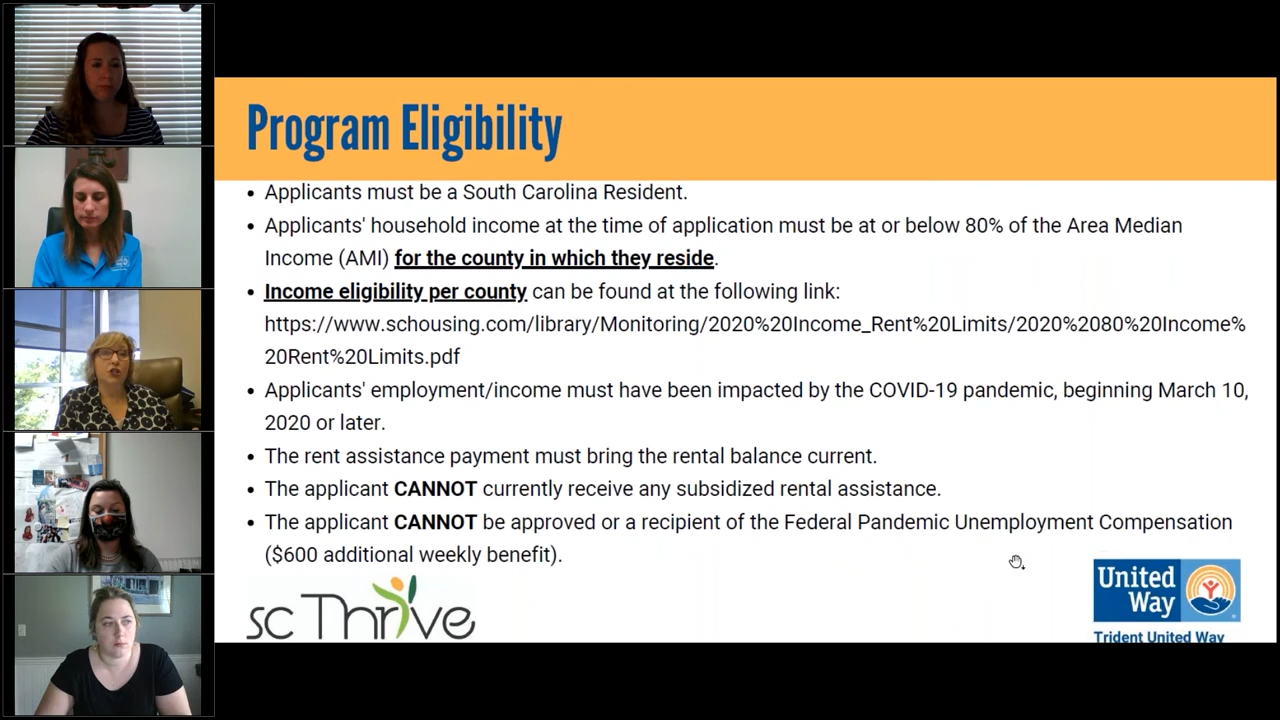 Program Eligibility
• Applicants must be a South Carolina Resident.
• Applicants' household income at the time of application must be at or below 80% of the Area Median
Income (AMI) for the county in which they reside.
• Income eligibility per county can be found at the following link:
https://www.schousing.com/library/Monitoring/2020%20Income_Rent%20Limits/2020%2080%20Income%
20Rent%20Limits.pdf
• Applicants' employment/income must have been impacted by the COVID-19 pandemic, beginning March 10,
2020 or later.
• The rent assistance payment must bring the rental balance current.
• The applicant CANNOT currently receive any subsidized rental assistance.
• The applicant CANNOT be approved or a recipient of the Federal Pandemic Unemployment Compensation
($600 additional weekly benefit).
sc Thrive
United
Way
Trident United Way